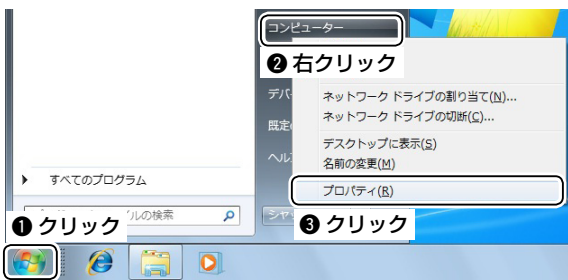 コンピューター
❷ 右クリック
ネットワーク ドライブの割り当て(N)...
デバ
ネットワーク ドライブの切断(C)...
既定
デスクトップに表示(S)
ヘル
名前の変更(M)
すべてのプログラム
プロパティ(R)
❶ クリック
ルの検索
シャ
❸ クリック